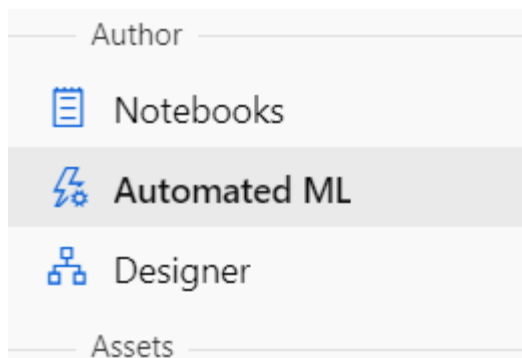 Author
Notebooks
Automated ML
Designer
Assets